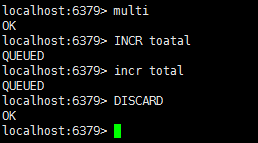 localhost:6379> multi
OK
localhost:6379> INCR toatal
QUEUED
localhost:6379> incr total
QUEUED
localhost:6379> DISCARD
OK
localhost:6379>